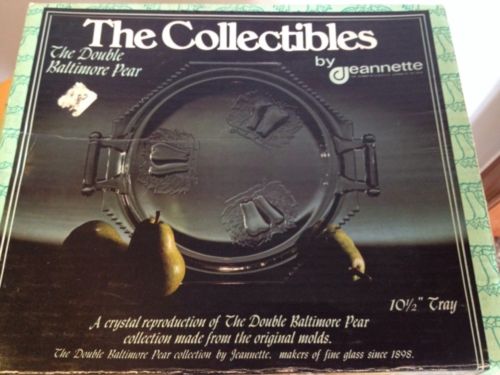 The Collectibles
The Double
Baltimore Pear
by Jeannette
10½" Tray
A crystal reproduction of The Double Baltimore Pear
collection made from the original molds.
The Double Baltimore Pear collection by Jeannette, makers of fine glass since 1898.